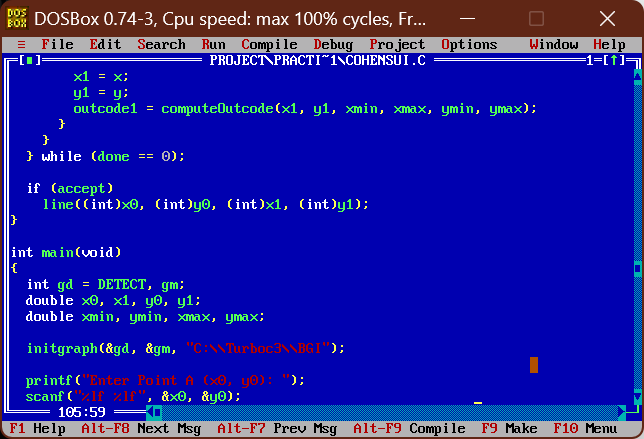 DOS
BOX
DOSBox 0.74-3, Cpu speed: max 100% cycles, Fr...
≡ File Edit Search Run Compile Debug Project Options Window Help
[■] PROJECT\PRACTI~1\COHENSUI.C 1=[↑]
x1 = x;
y1 = y;
outcode1 = computeOutcode(x1, y1, xmin, xmax, ymin, ymax);
}
}
} while (done == 0);
if (accept)
line((int)x0, (int)y0, (int)x1, (int)y1);
}
int main(void)
{
int gd = DETECT, gm;
double x0, x1, y0, y1;
double xmin, ymin, xmax, ymax;
initgraph(&gd, &gm, "C:\\Turboc3\\BGI");
printf("Enter Point A (x0, y0): ");
scanf("%lf %lf", &x0, &y0);
105:59
F1 Help Alt-F8 Next Msg Alt-F7 Prev Msg Alt-F9 Compile F9 Make F10 Menu